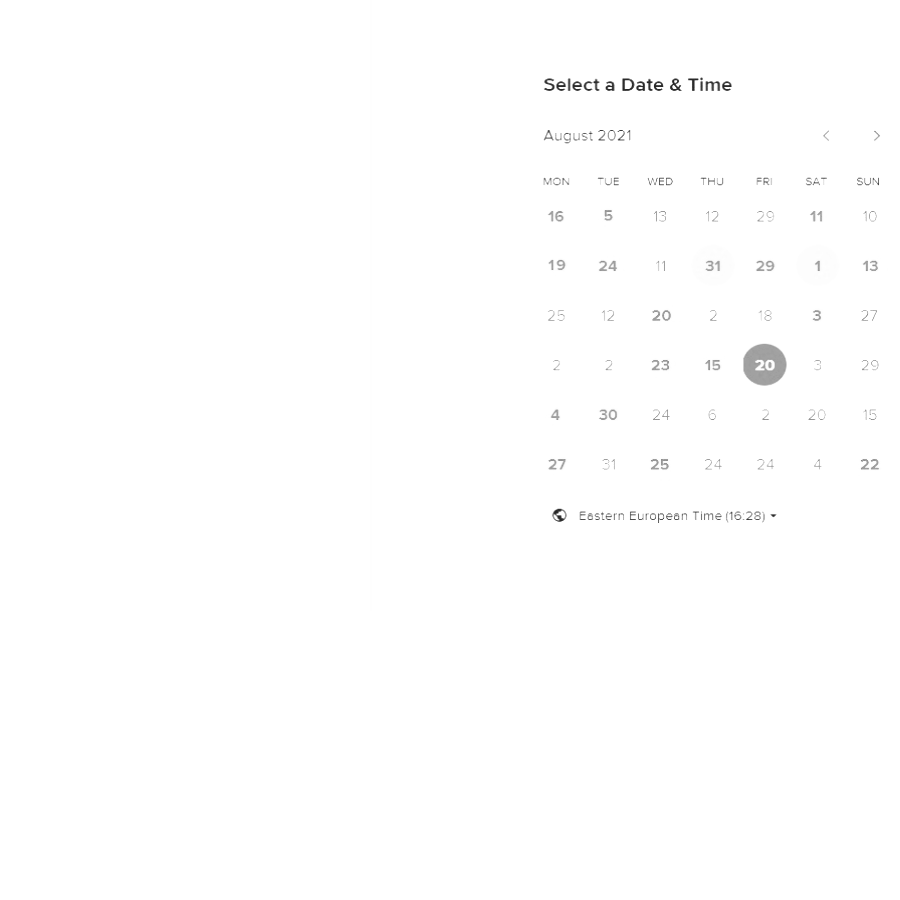 Select a Date & Time
August 2021
MON TUE WED THU FRI SAT SUN
16 5 13 12 29 11 10
19 24 11 31 29 1 13
25 12 20 2 18 3 27
2 2 23 15 20 3 29
4 30 24 6 2 20 15
27 31 25 24 24 4 22
Eastern European Time (16:28)